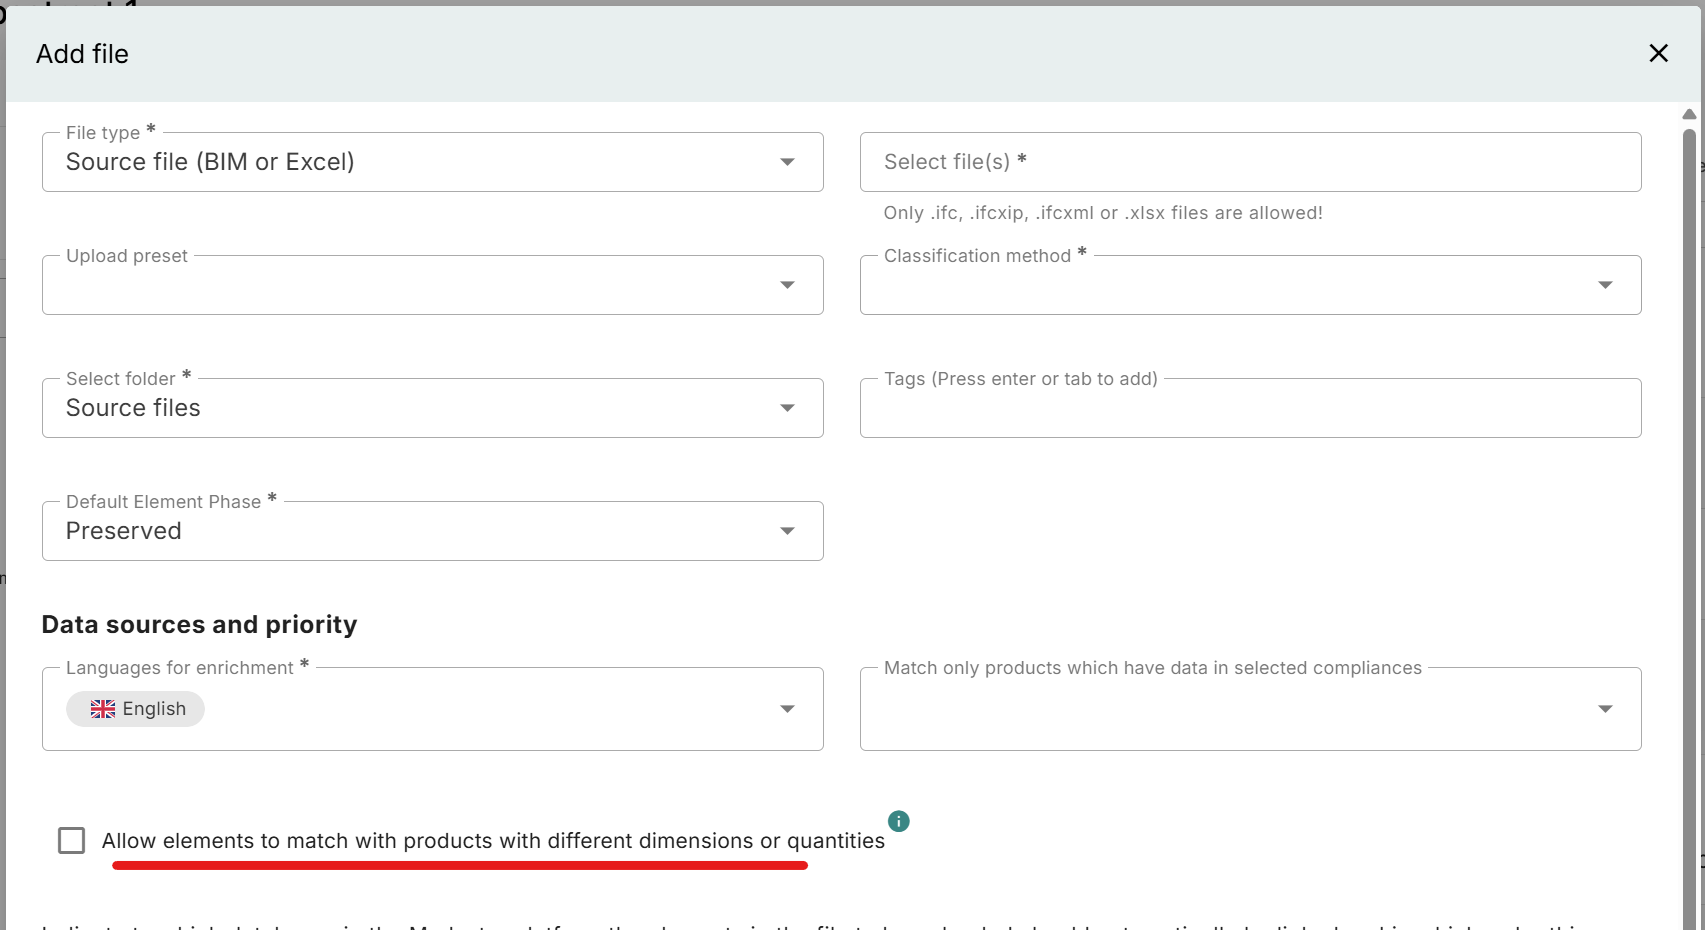 Add file
File type *
Source file (BIM or Excel)
Select file(s) *
Only .ifc, .ifcxip, .ifcxml or .xlsx files are allowed!
Upload preset
Classification method *
Select folder *
Source files
Tags (Press enter or tab to add)
Default Element Phase *
Preserved
Data sources and priority
Languages for enrichment *
English
Match only products which have data in selected compliances
Allow elements to match with products with different dimensions or quantities
i